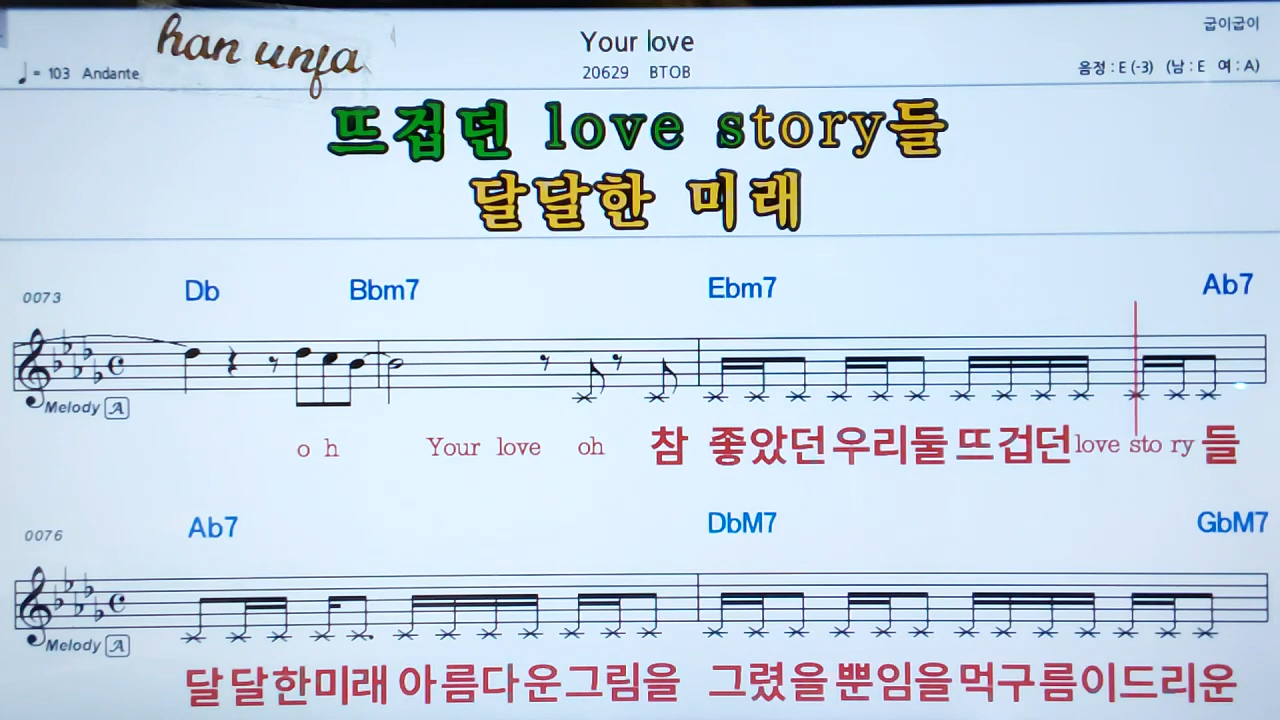 han unja
Your love
굽이굽이
♩= 103 Andante
20629 BTOB
음정 : E (-3) (남 : E 여 : A)
뜨겁던 love story들
달달한 미래
0073 Db Bbm7 Ebm7 Ab7
Melody A
o h Your love oh 참 좋았던우리둘 뜨겁던love sto ry 들
0076 Ab7 DbM7 GbM7
Melody A
달달한미래 아름다운그림을 그렸을뿐임을먹구름이드리운